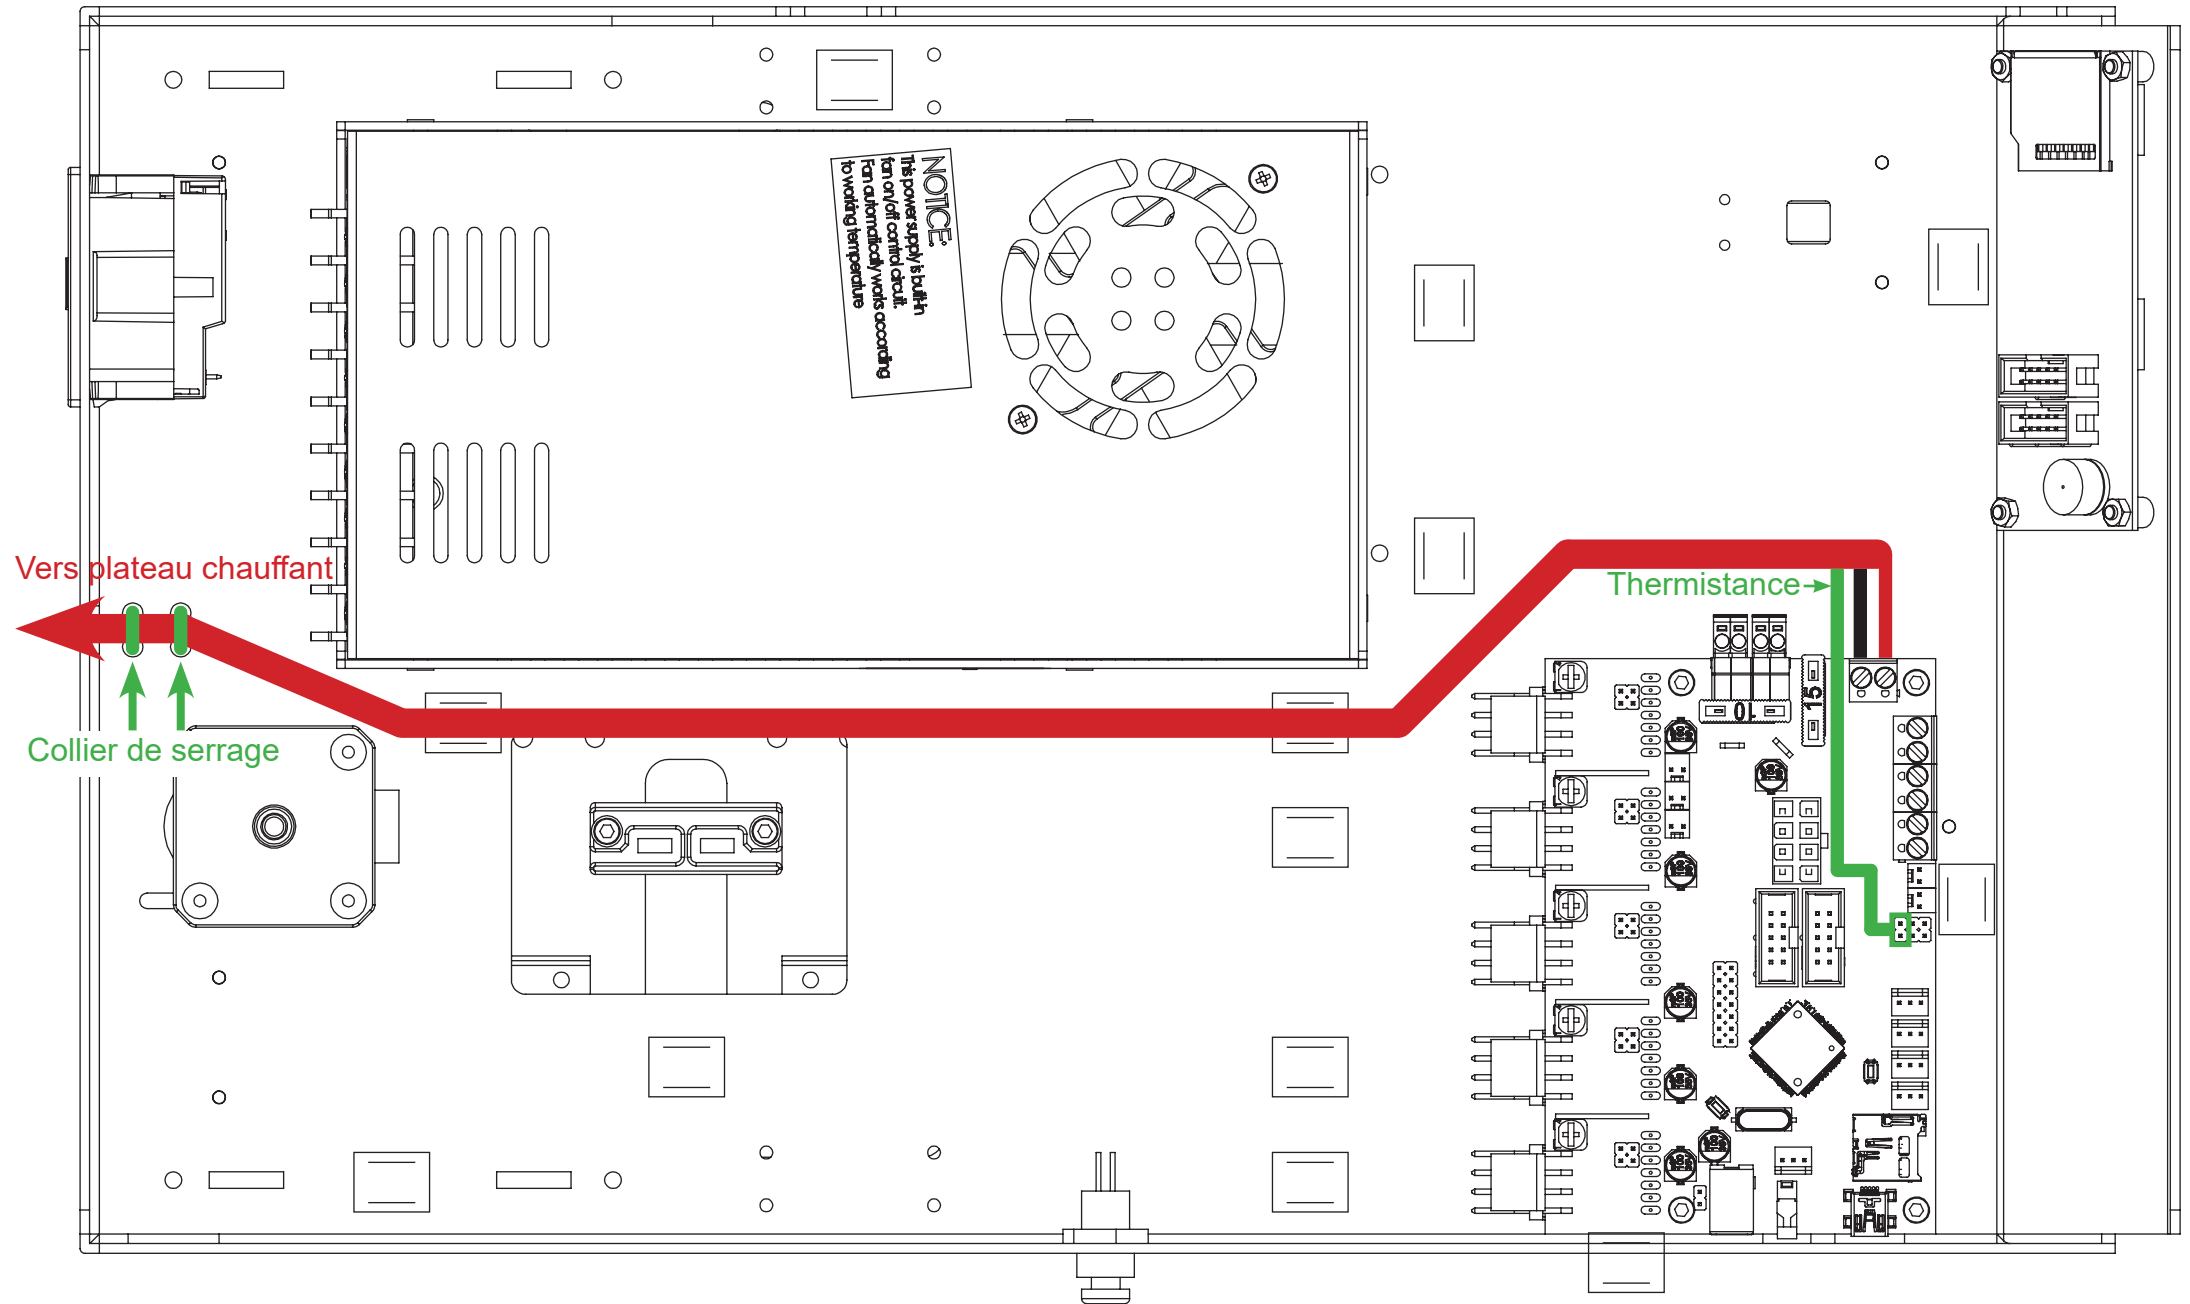 NOTICE:
This power supply is built-in
fan on/off control circuit.
Fan automatically works according
to working temperature
Vers plateau chauffant
Thermistance
Collier de serrage
10
15